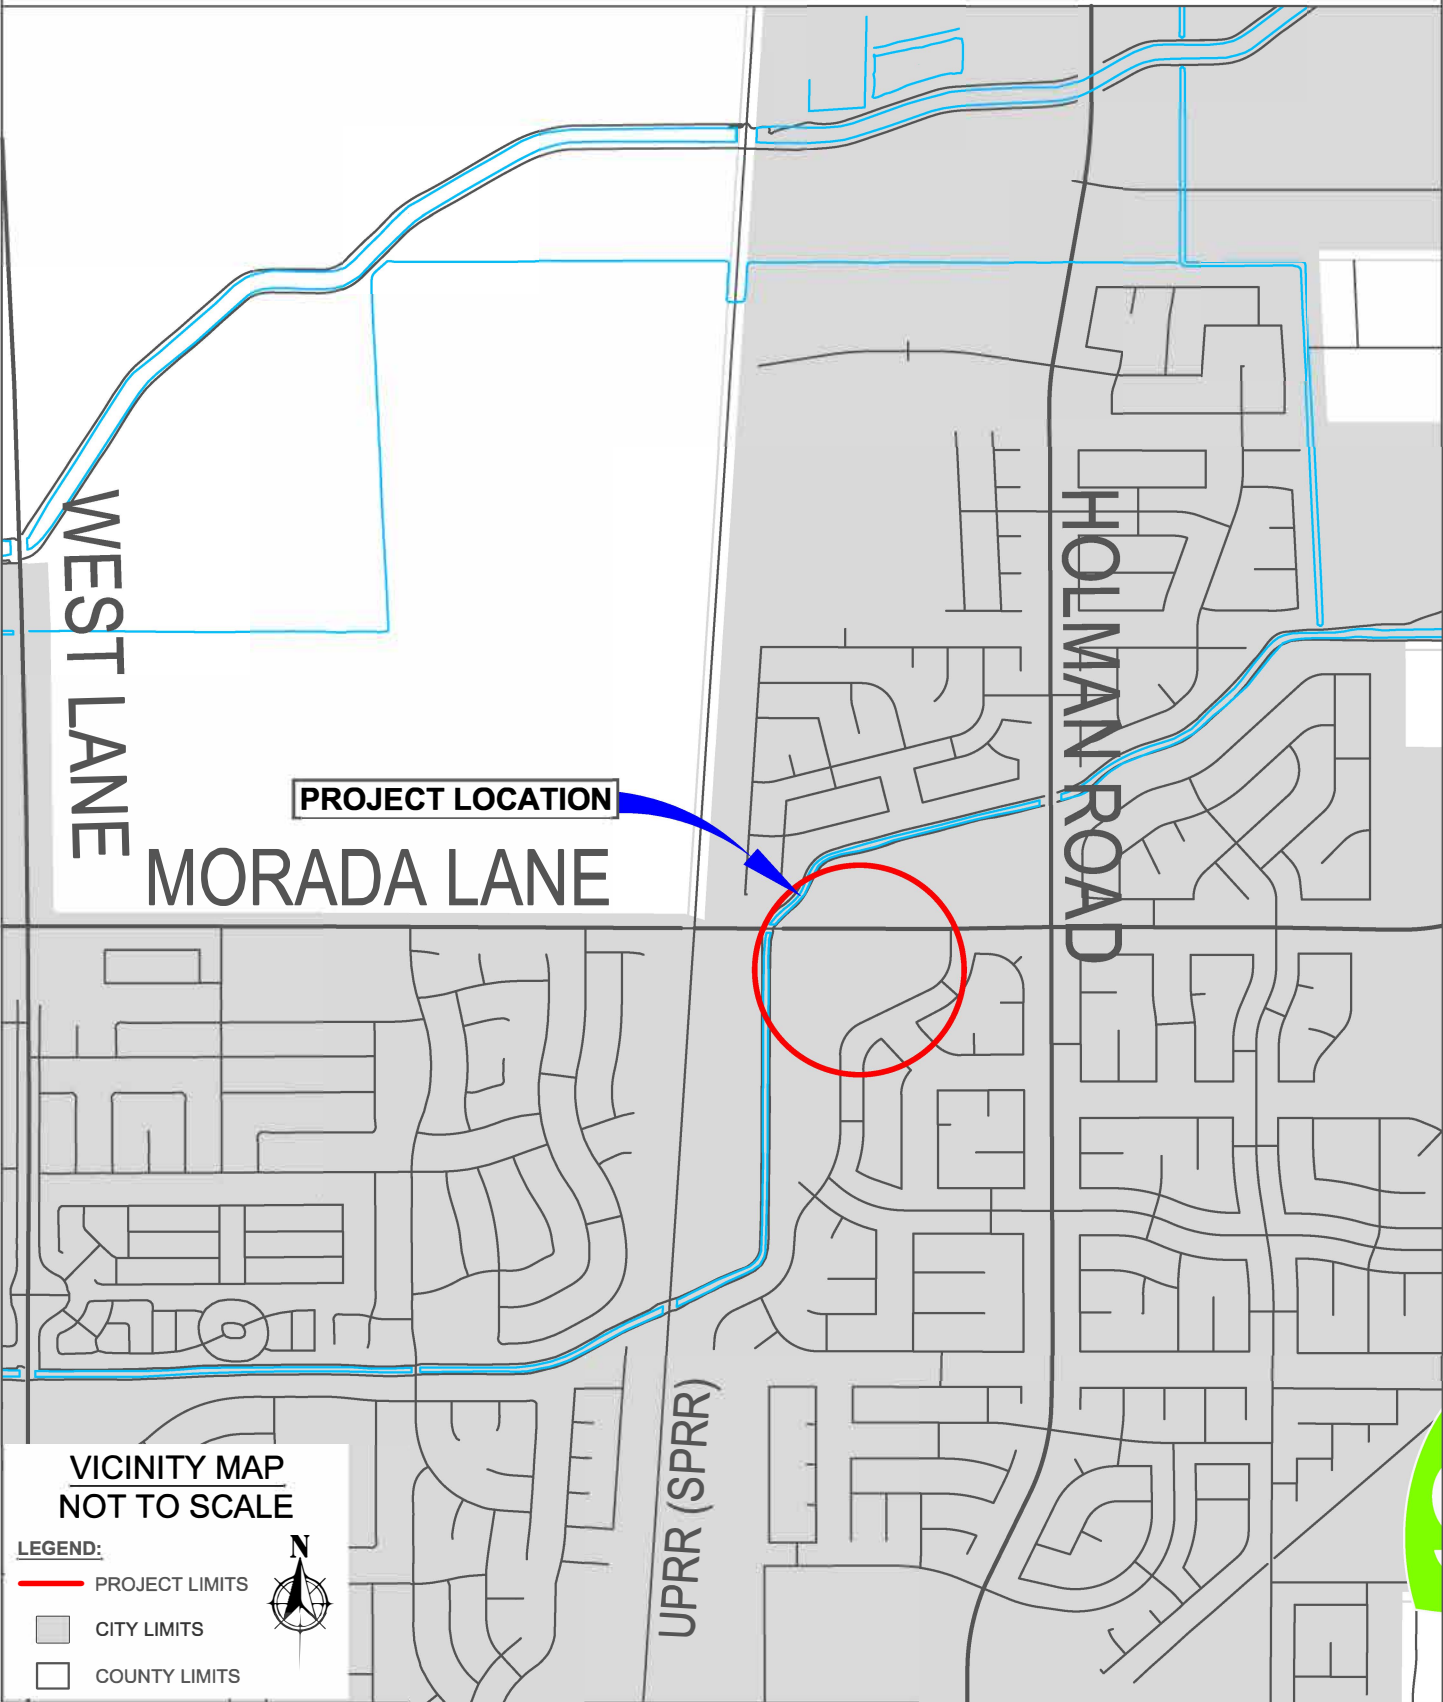 WEST LANE
HOLMAN ROAD
PROJECT LOCATION
MORADA LANE
UPRR (SPRR)
VICINITY MAP
NOT TO SCALE
LEGEND:
N
PROJECT LIMITS
CITY LIMITS
COUNTY LIMITS